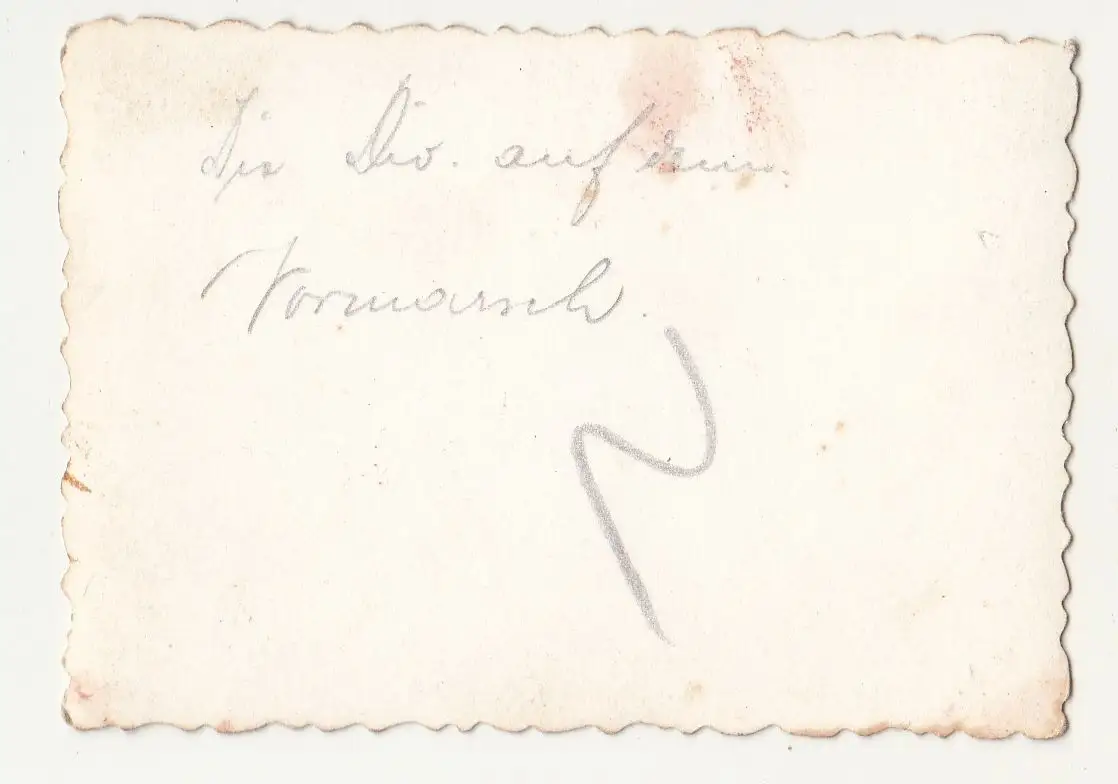 Die Div. auf dem
Vormarsch.